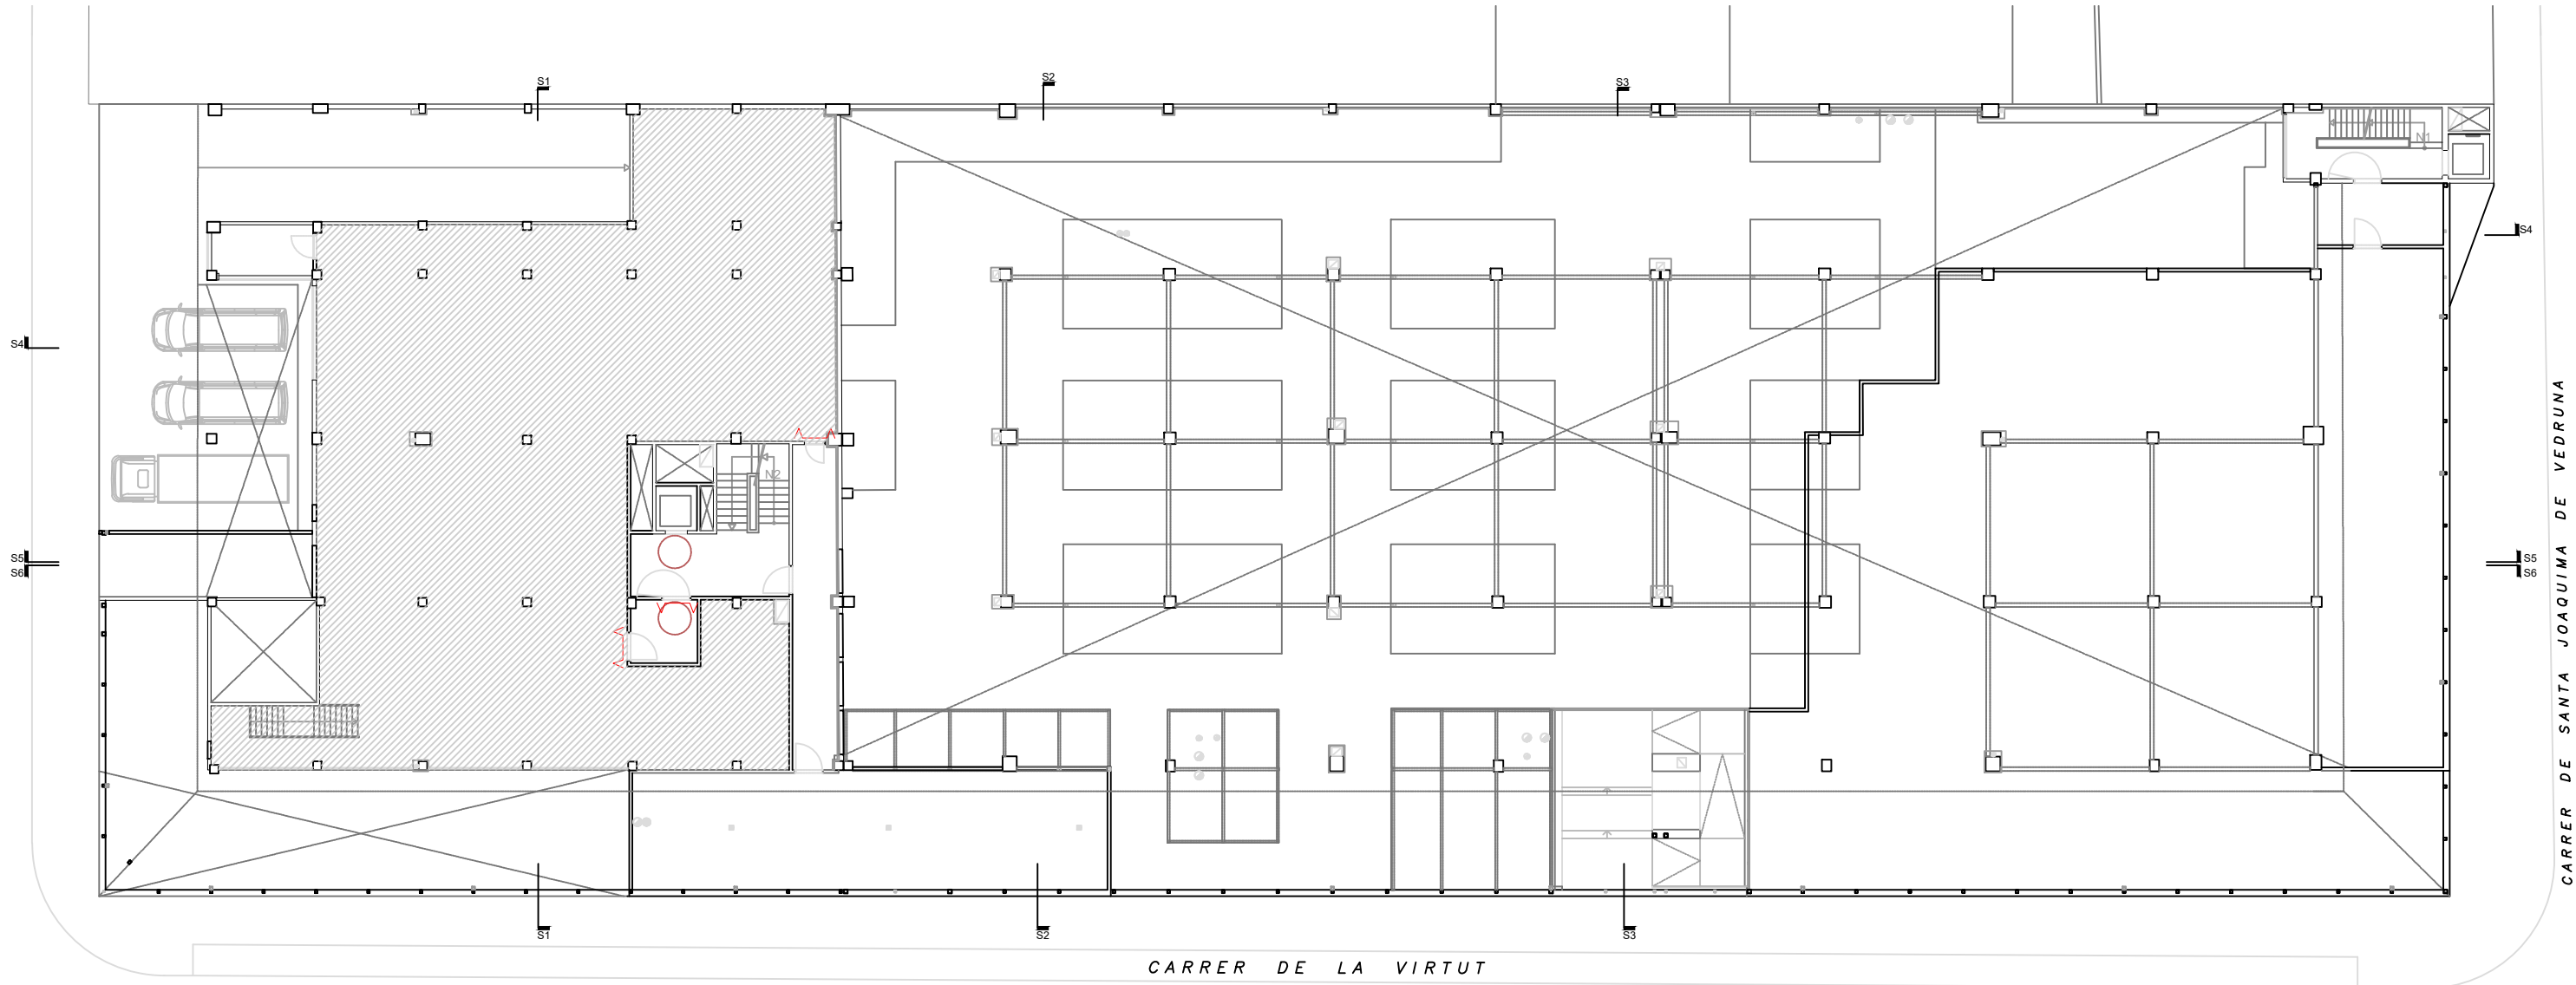 S1
S2
S3
N1
S4
S4
N2
S5
S6
S5
S6
S1
S2
S3
CARRER DE LA VIRTUT
CARRER DE SANTA JOAQUIMA DE VEDRUNA